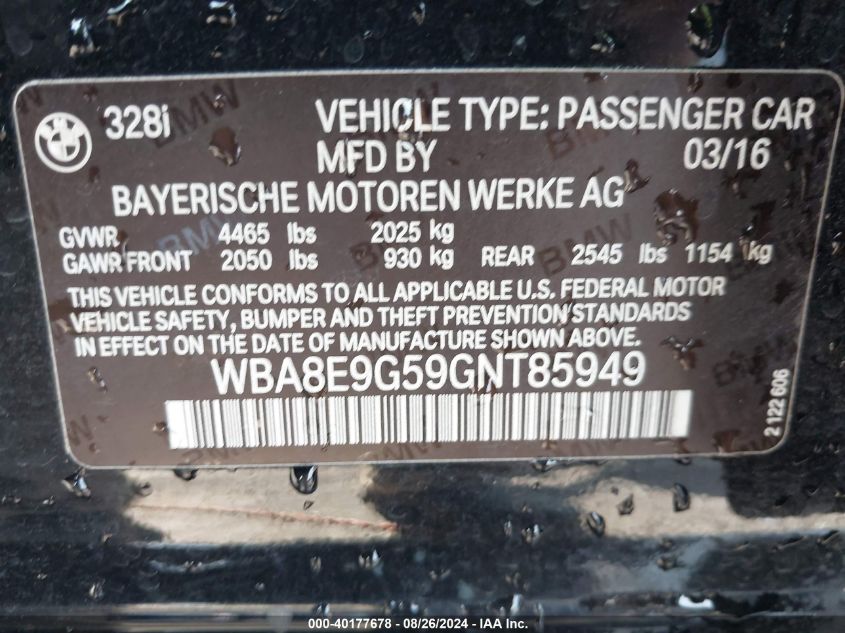 328i VEHICLE TYPE: PASSENGER CAR
MFD BY 03/16
BAYERISCHE MOTOREN WERKE AG
GVWR 4465 lbs 2025 kg
GAWR FRONT 2050 lbs 930 kg REAR 2545 lbs 1154 kg
THIS VEHICLE CONFORMS TO ALL APPLICABLE U.S. FEDERAL MOTOR
VEHICLE SAFETY, BUMPER AND THEFT PREVENTION STANDARDS
IN EFFECT ON THE DATE OF MANUFACTURE SHOWN ABOVE.
WBA8E9G59GNT85949
2 122 606
000-40177678 - 08/26/2024 - IAA Inc.